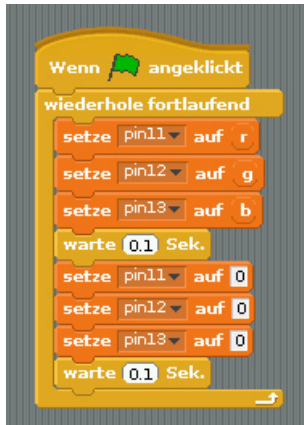 Wenn angeklickt
wiederhole fortlaufend
setze pin11 auf r
setze pin12 auf g
setze pin13 auf b
warte 0.1 Sek.
setze pin11 auf 0
setze pin12 auf 0
setze pin13 auf 0
warte 0.1 Sek.